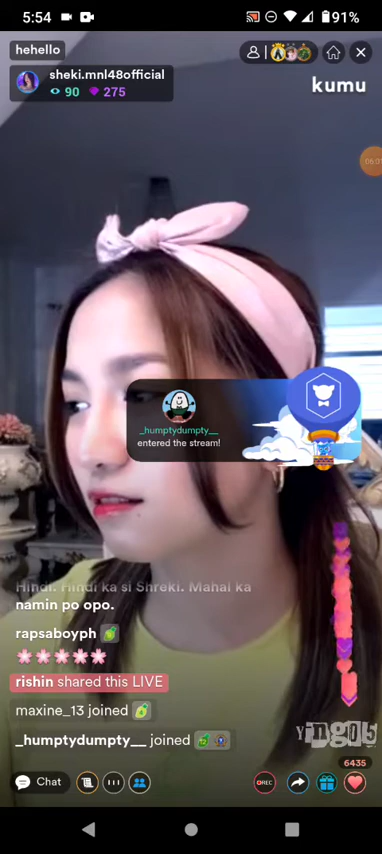 5:54
91%
hehello
sheki.mnl48official
90 275
kumu
_humptydumpty__
entered the stream!
Hindi. Hindi ka si Shreki. Mahal ka
namin po opo.
rapsaboyph
rishin shared this LIVE
maxine_13 joined
_humptydumpty__ joined
6435
Chat
REC